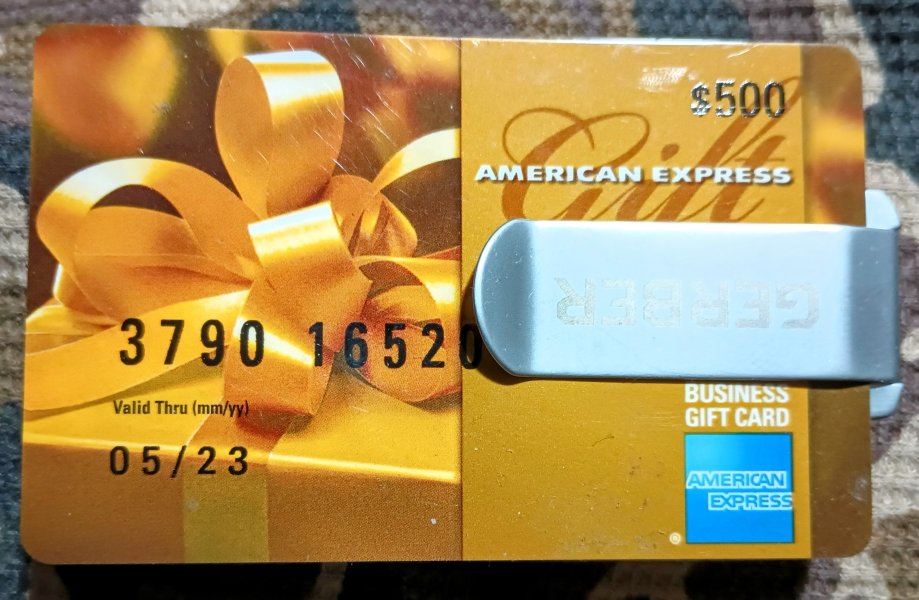 $500
Gift
AMERICAN EXPRESS
GERBER
3790 16520
BUSINESS
GIFT CARD
Valid Thru (mm/yy)
05/23
AMERICAN
EXPRESS
®